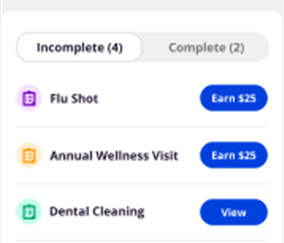 Incomplete (4) Complete (2)
Flu Shot Earn $25
Annual Wellness Visit Earn $25
Dental Cleaning View